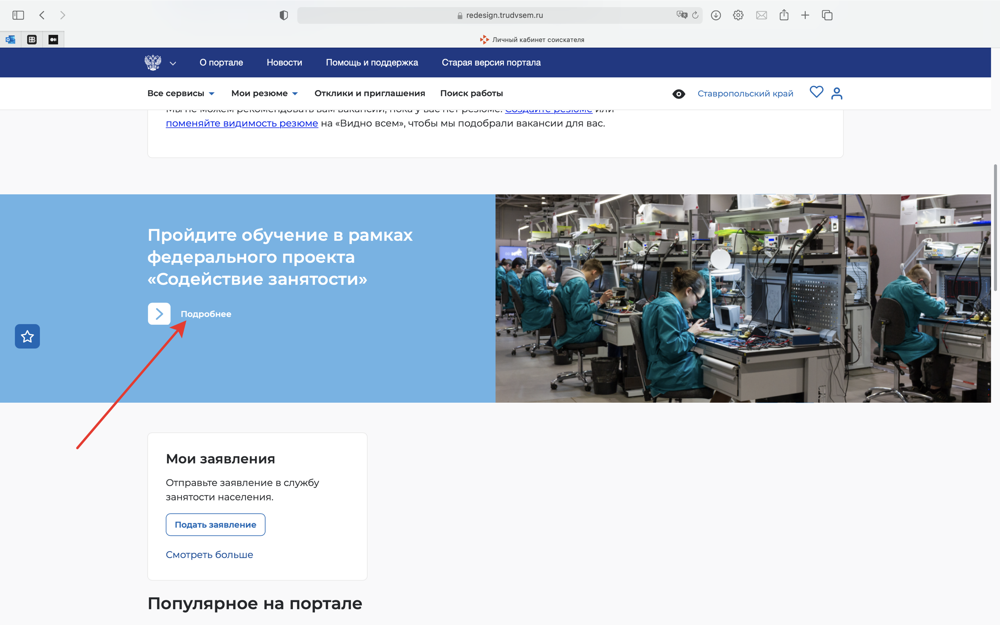 redesign.trudvsem.ru
Личный кабинет соискателя
О портале Новости Помощь и поддержка Старая версия портала
Все сервисы Мои резюме Отклики и приглашения Поиск работы Ставропольский край
Мы не можем рекомендовать вам вакансии, пока у вас нет резюме. Создайте резюме или
поменяйте видимость резюме на «Видно всем», чтобы мы подобрали вакансии для вас.
Пройдите обучение в рамках
федерального проекта
«Содействие занятости»
Подробнее
Мои заявления
Отправьте заявление в службу
занятости населения.
Подать заявление
Смотреть больше
Популярное на портале